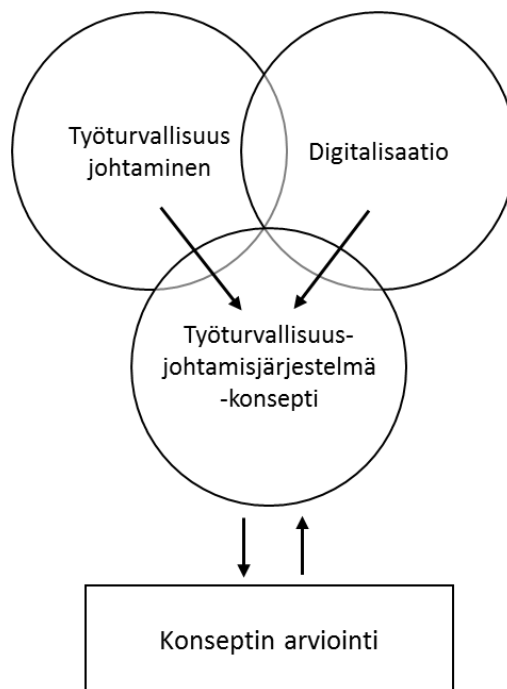 Työturvallisuus
johtaminen
Digitalisaatio
Työturvallisuus-
johtamisjärjestelmä
-konsepti
Konseptin arviointi